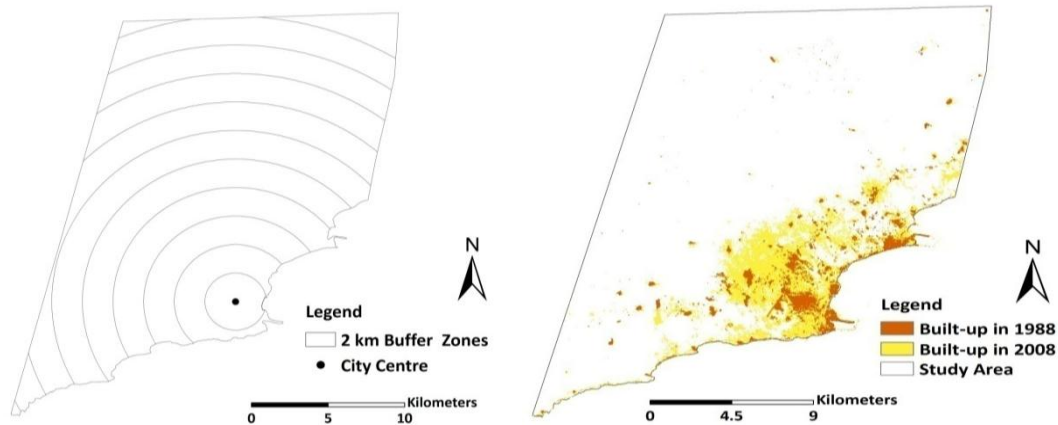 N
Legend
2 km Buffer Zones
City Centre
Kilometers
0 5 10
N
Legend
Built-up in 1988
Built-up in 2008
Study Area
Kilometers
0 4.5 9